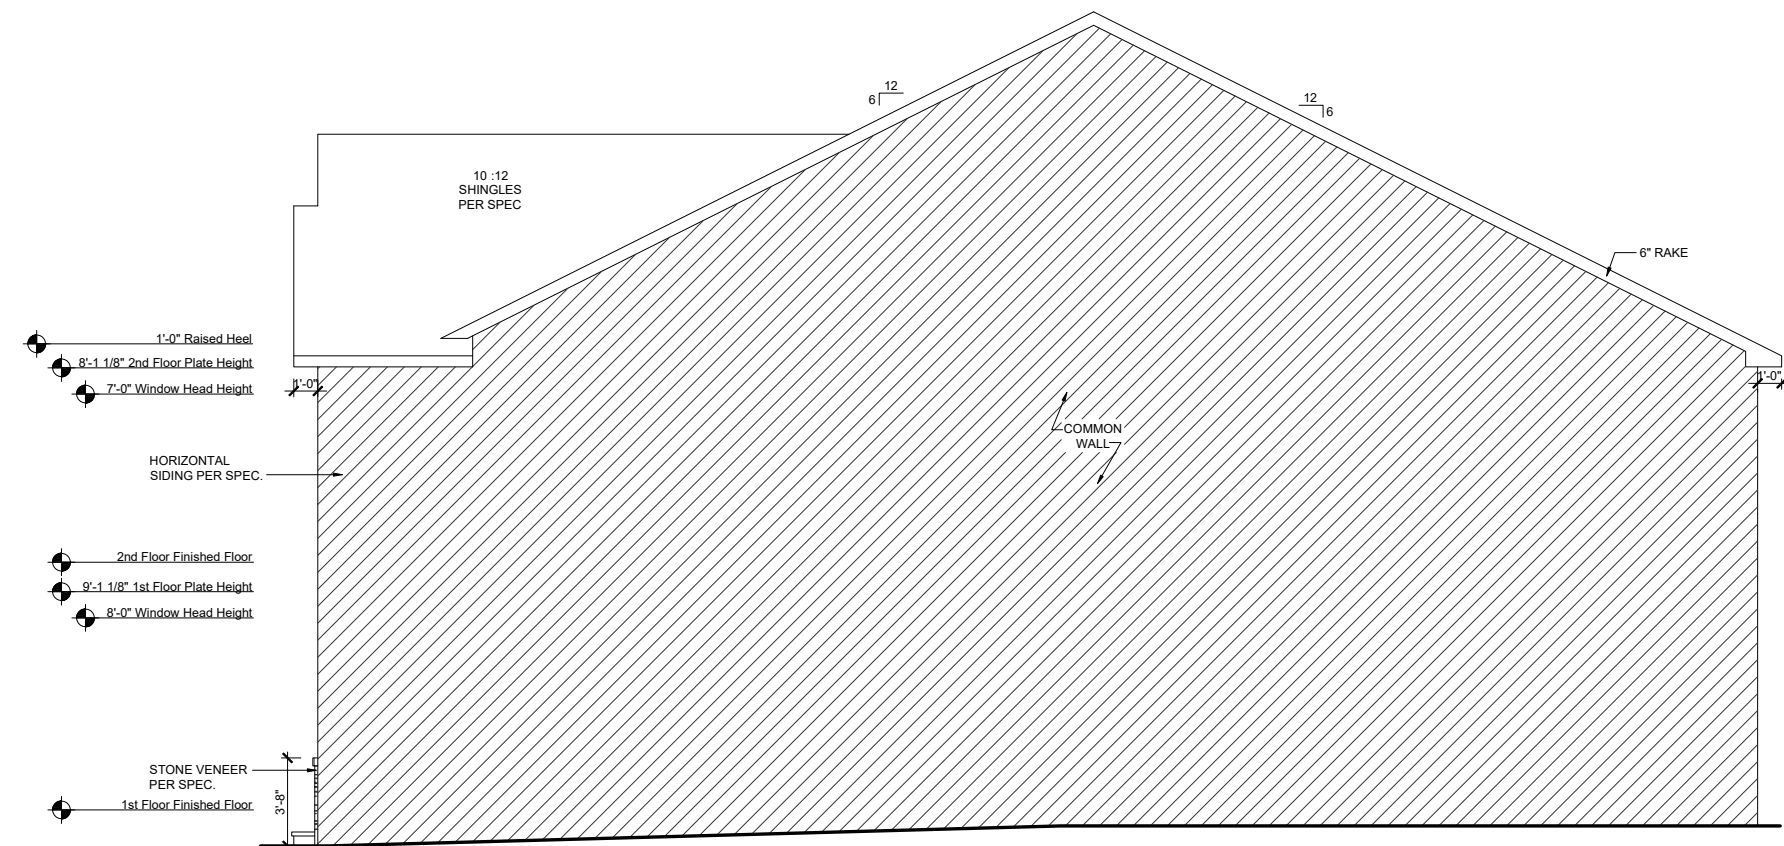 12
6
12
6
10 :12
SHINGLES
PER SPEC
6" RAKE
1'-0" Raised Heel
8'-1 1/8" 2nd Floor Plate Height
7'-0" Window Head Height
1'-0"
1'-0"
COMMON
WALL
HORIZONTAL
SIDING PER SPEC.
2nd Floor Finished Floor
9'-1 1/8" 1st Floor Plate Height
8'-0" Window Head Height
STONE VENEER
PER SPEC.
3'-8"
1st Floor Finished Floor